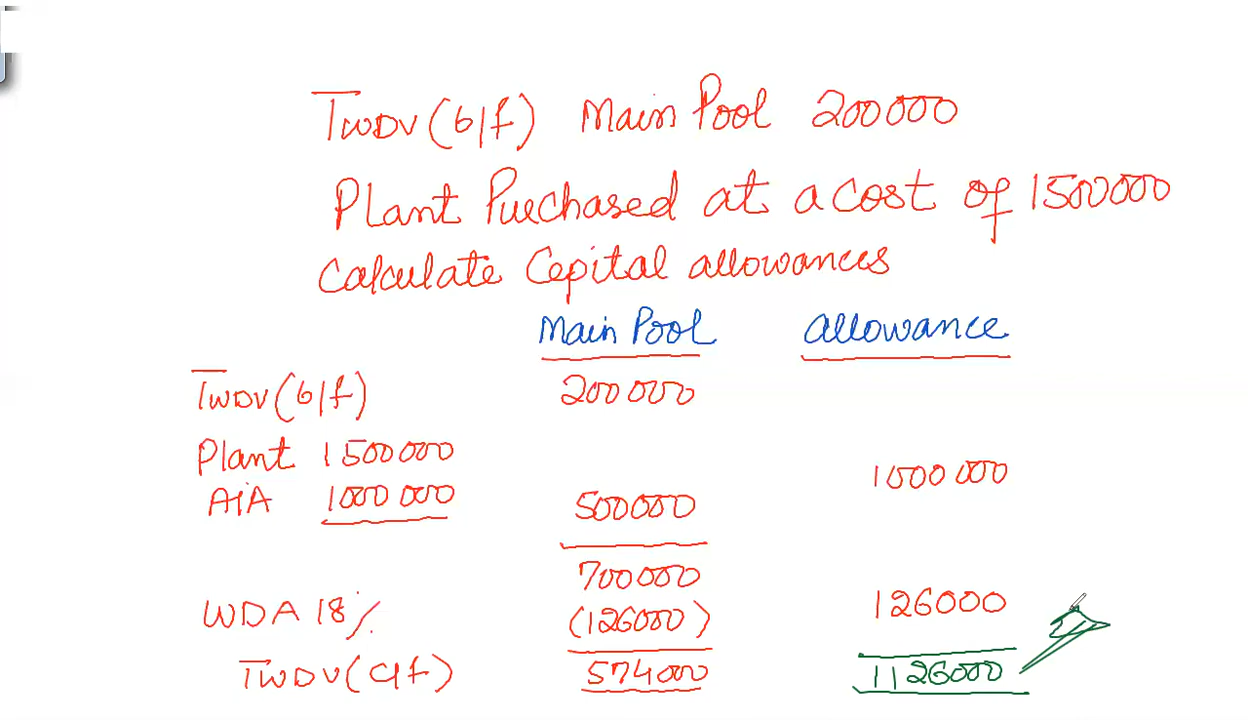 TWDV (b/f) Main Pool 200000
Plant Purchased at a cost of 1500000
Calculate Cepital allowances
Main Pool allowance
TWDV (b/f) 200000
Plant 1500000
1000000
AIA 1000000 500000
700000
WDA 18% (126000) 126000
TWDV (c/f) 574000 1126000